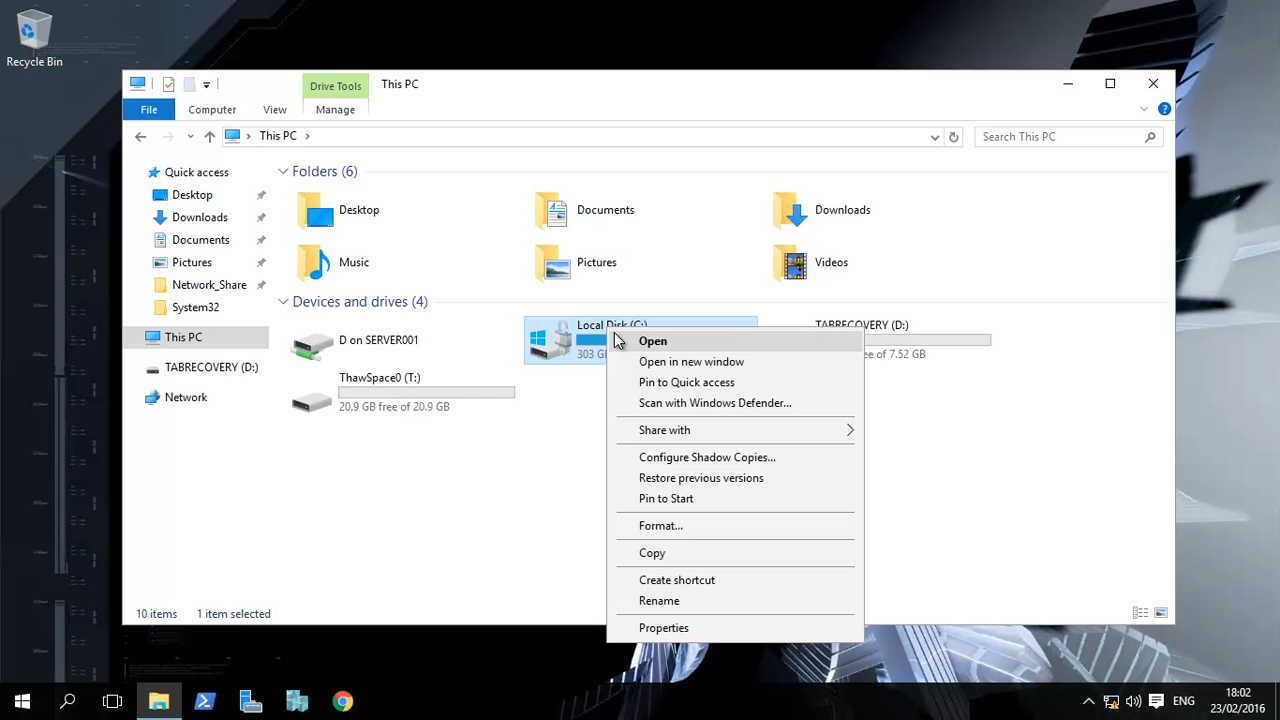 Recycle Bin
Drive Tools
This PC
File
Computer
View
Manage
This PC
Search This PC
Quick access
Desktop
Downloads
Documents
Pictures
Network_Share
System32
This PC
TABRECOVERY (D:)
Network
Folders (6)
Desktop
Documents
Downloads
Music
Pictures
Videos
Devices and drives (4)
D on SERVER001
Local Disk (C:)
303 G
TABRECOVERY (D:)
ee of 7.52 GB
ThawSpace0 (T:)
20.9 GB free of 20.9 GB
Open
Open in new window
Pin to Quick access
Scan with Windows Defender...
Share with
Configure Shadow Copies...
Restore previous versions
Pin to Start
Format...
Copy
Create shortcut
Rename
Properties
10 items
1 item selected
ENG
18:02
23/02/2016